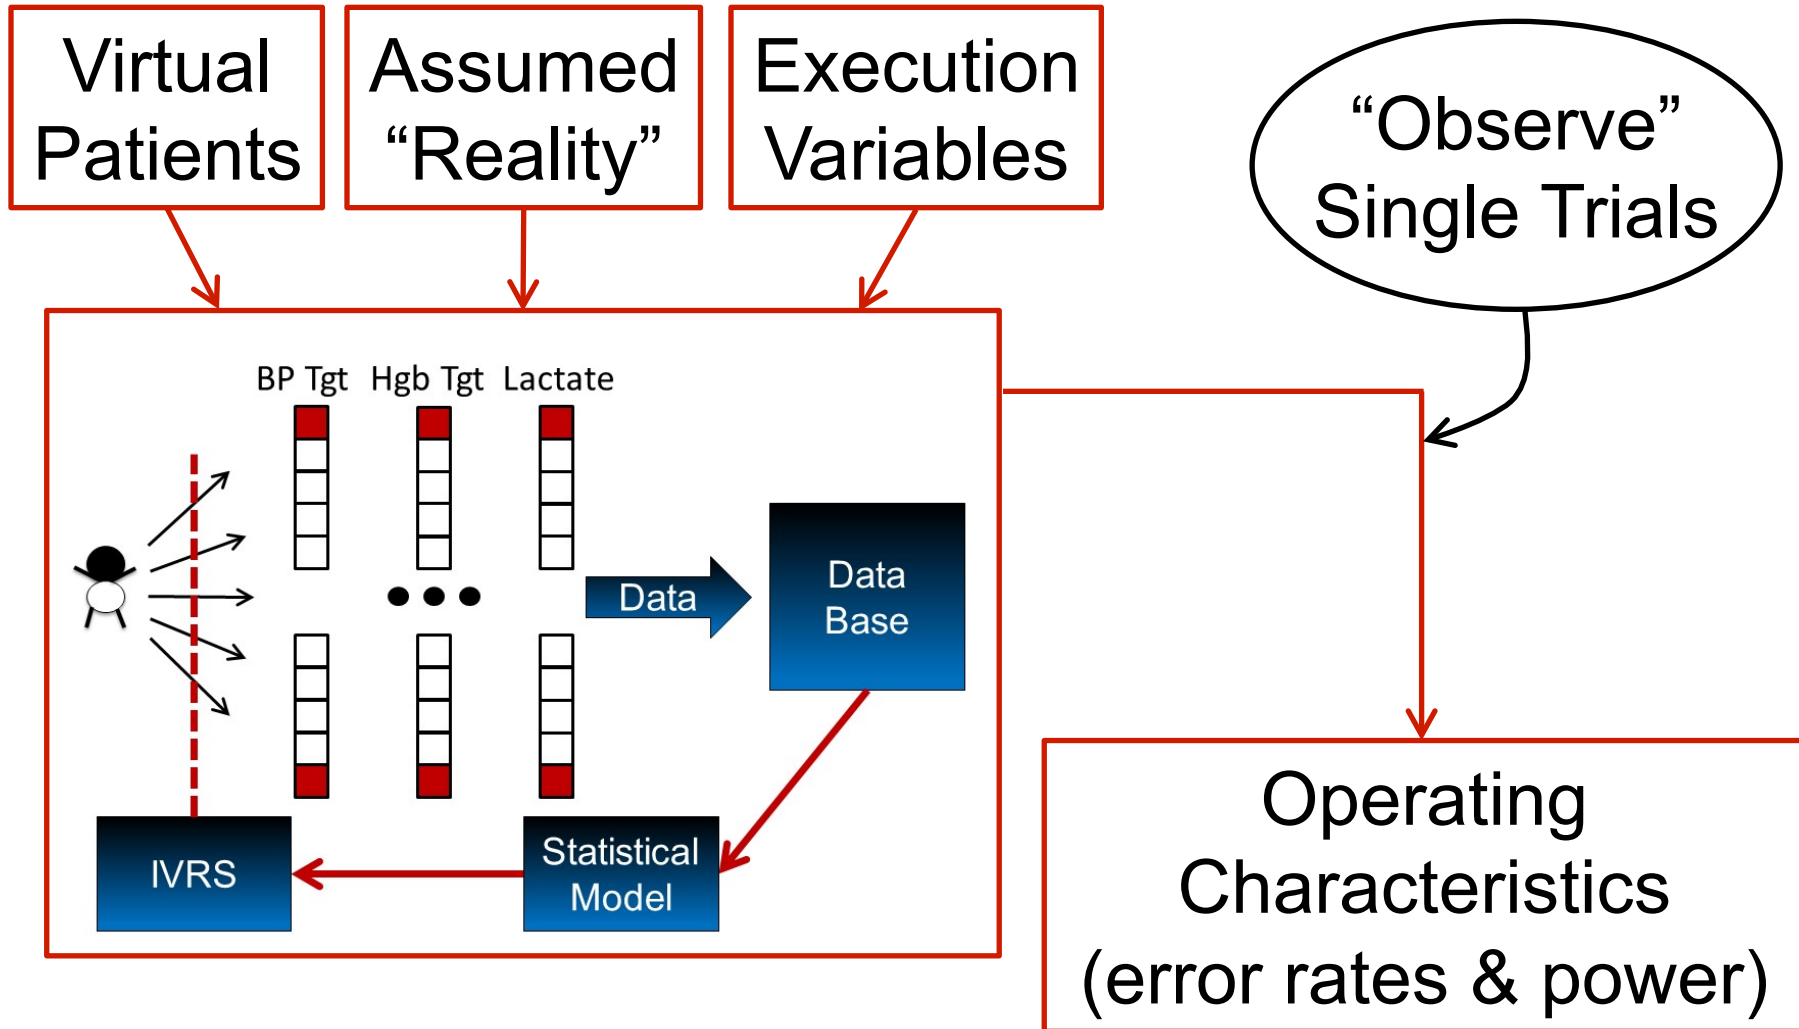 Virtual
Patients
Assumed
“Reality”
Execution
Variables
“Observe”
Single Trials
BP Tgt
Hgb Tgt
Lactate
Data
Data
Base
IVRS
Statistical
Model
Operating
Characteristics
(error rates & power)